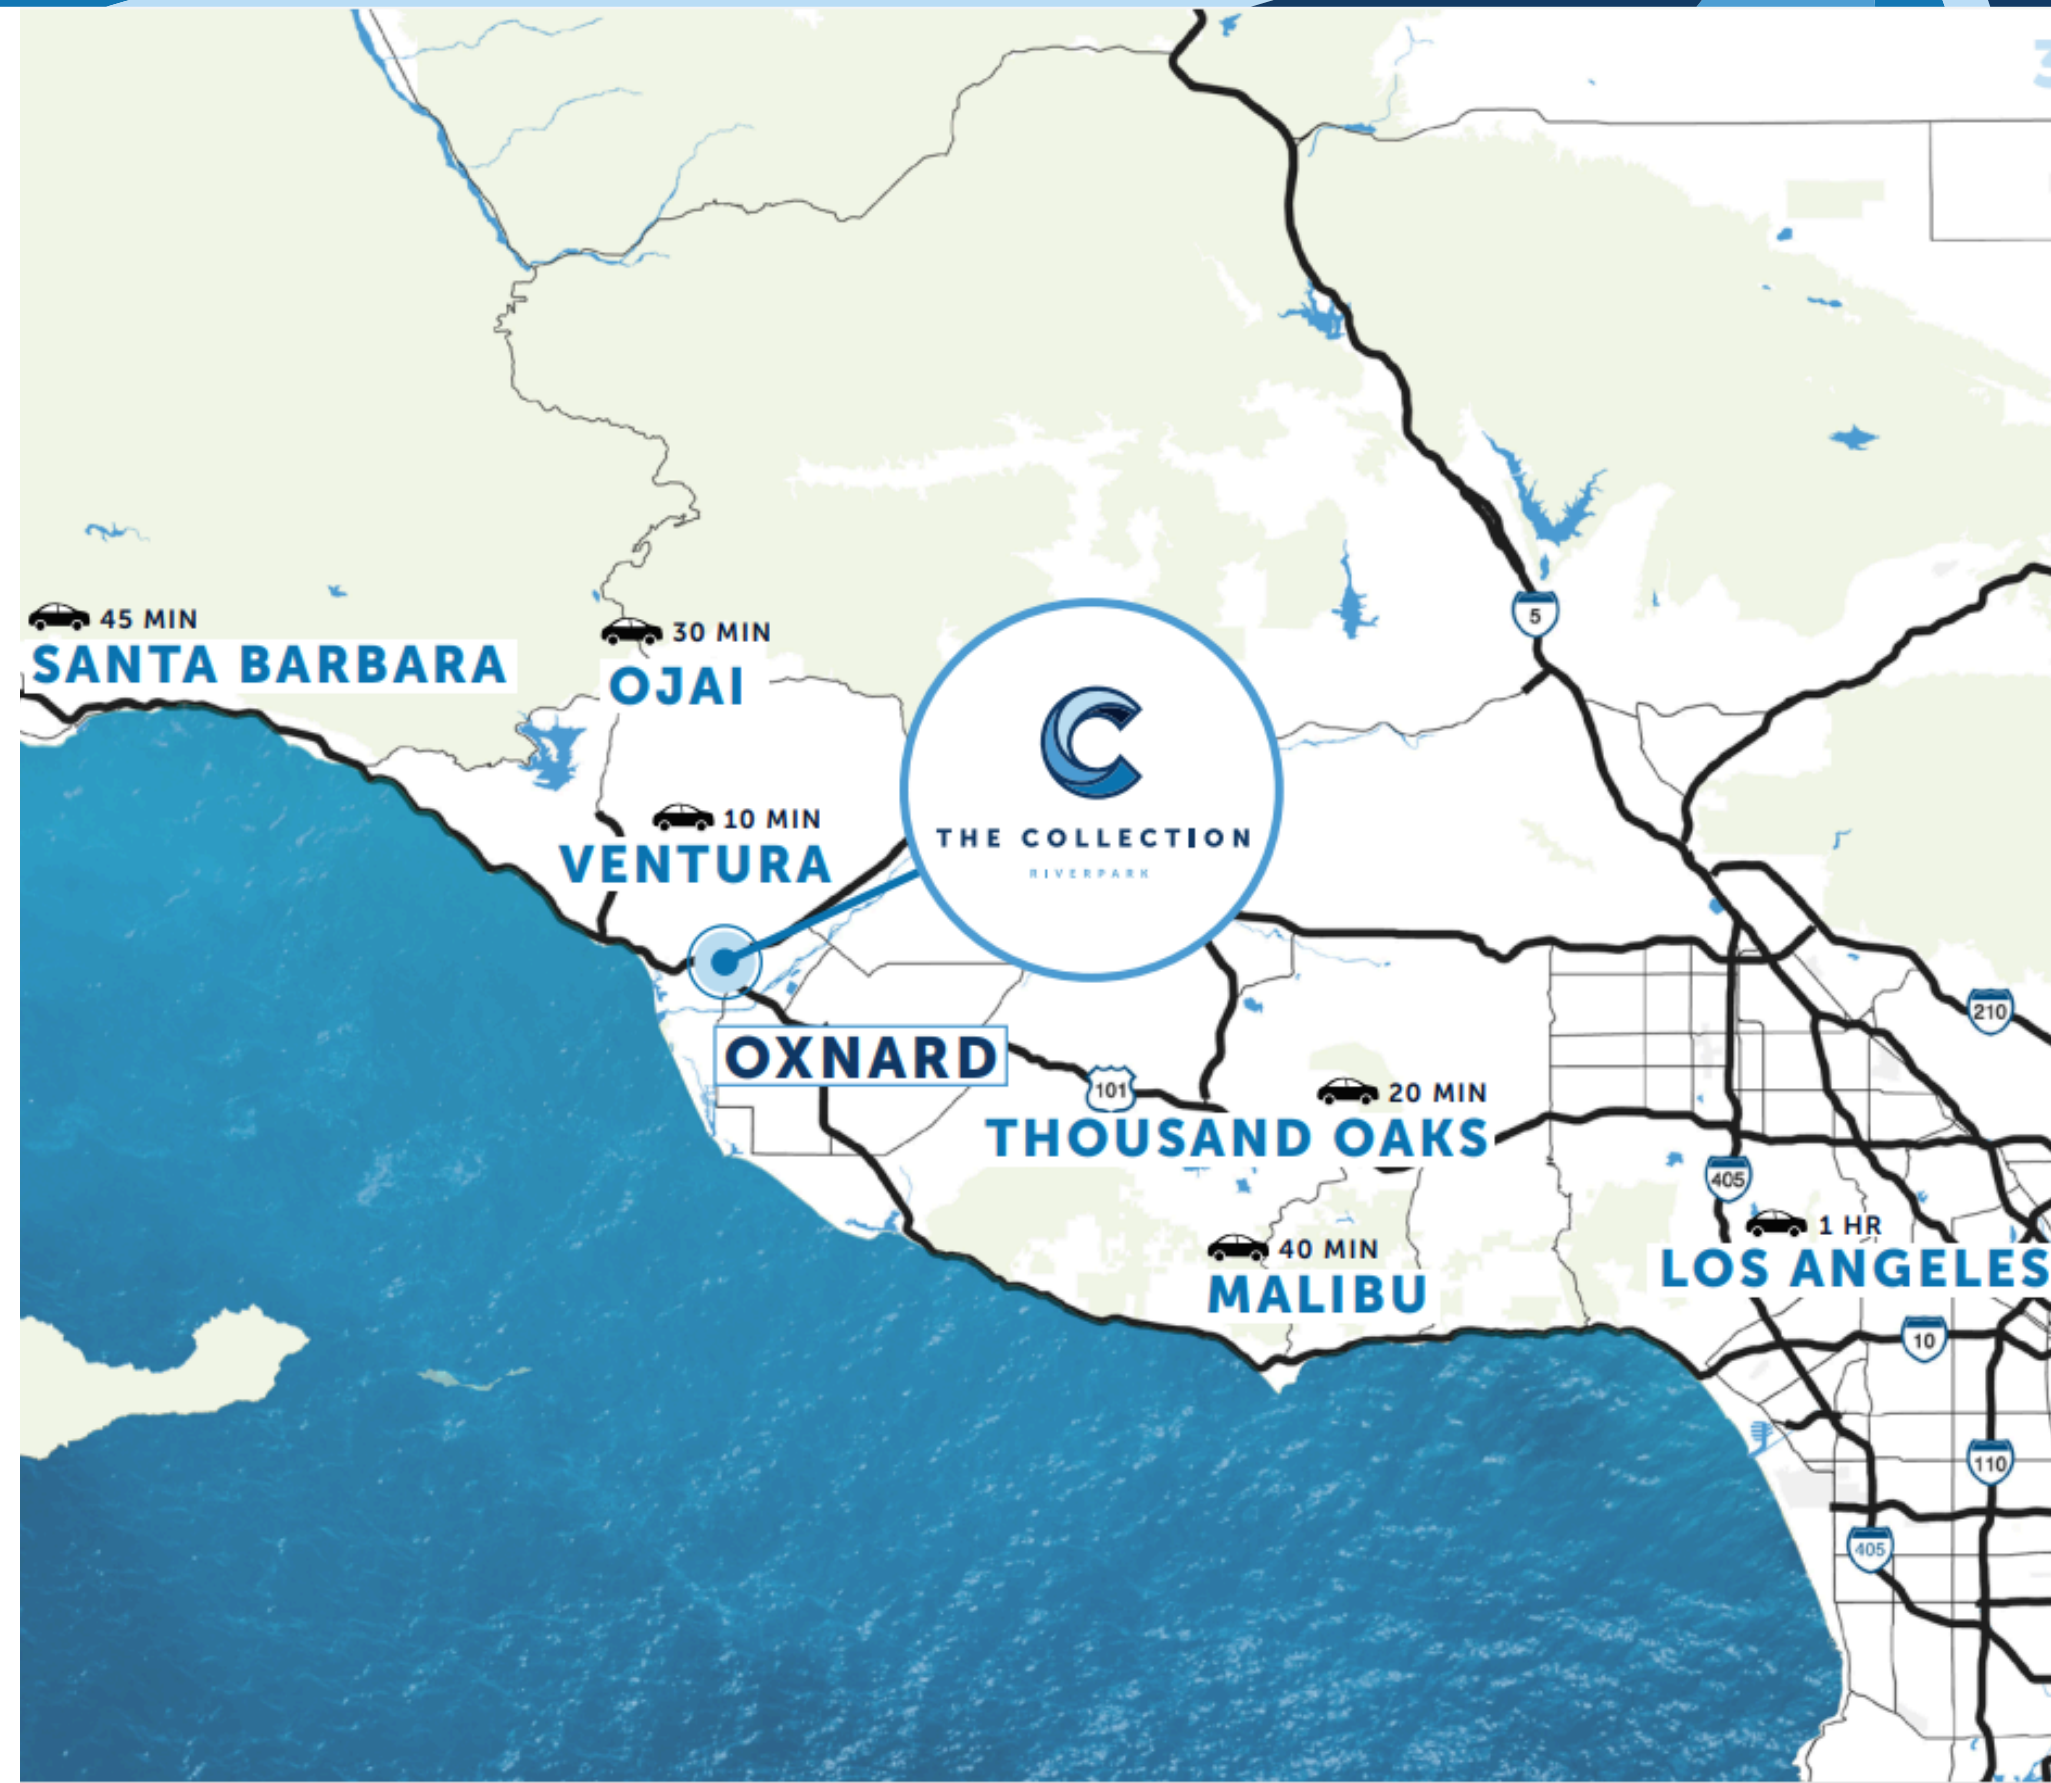 45 MIN
SANTA BARBARA
30 MIN
OJAI
5
THE COLLECTION
RIVERPARK
10 MIN
VENTURA
210
OXNARD
101
20 MIN
THOUSAND OAKS
405
1 HR
LOS ANGELES
40 MIN
MALIBU
10
110
405